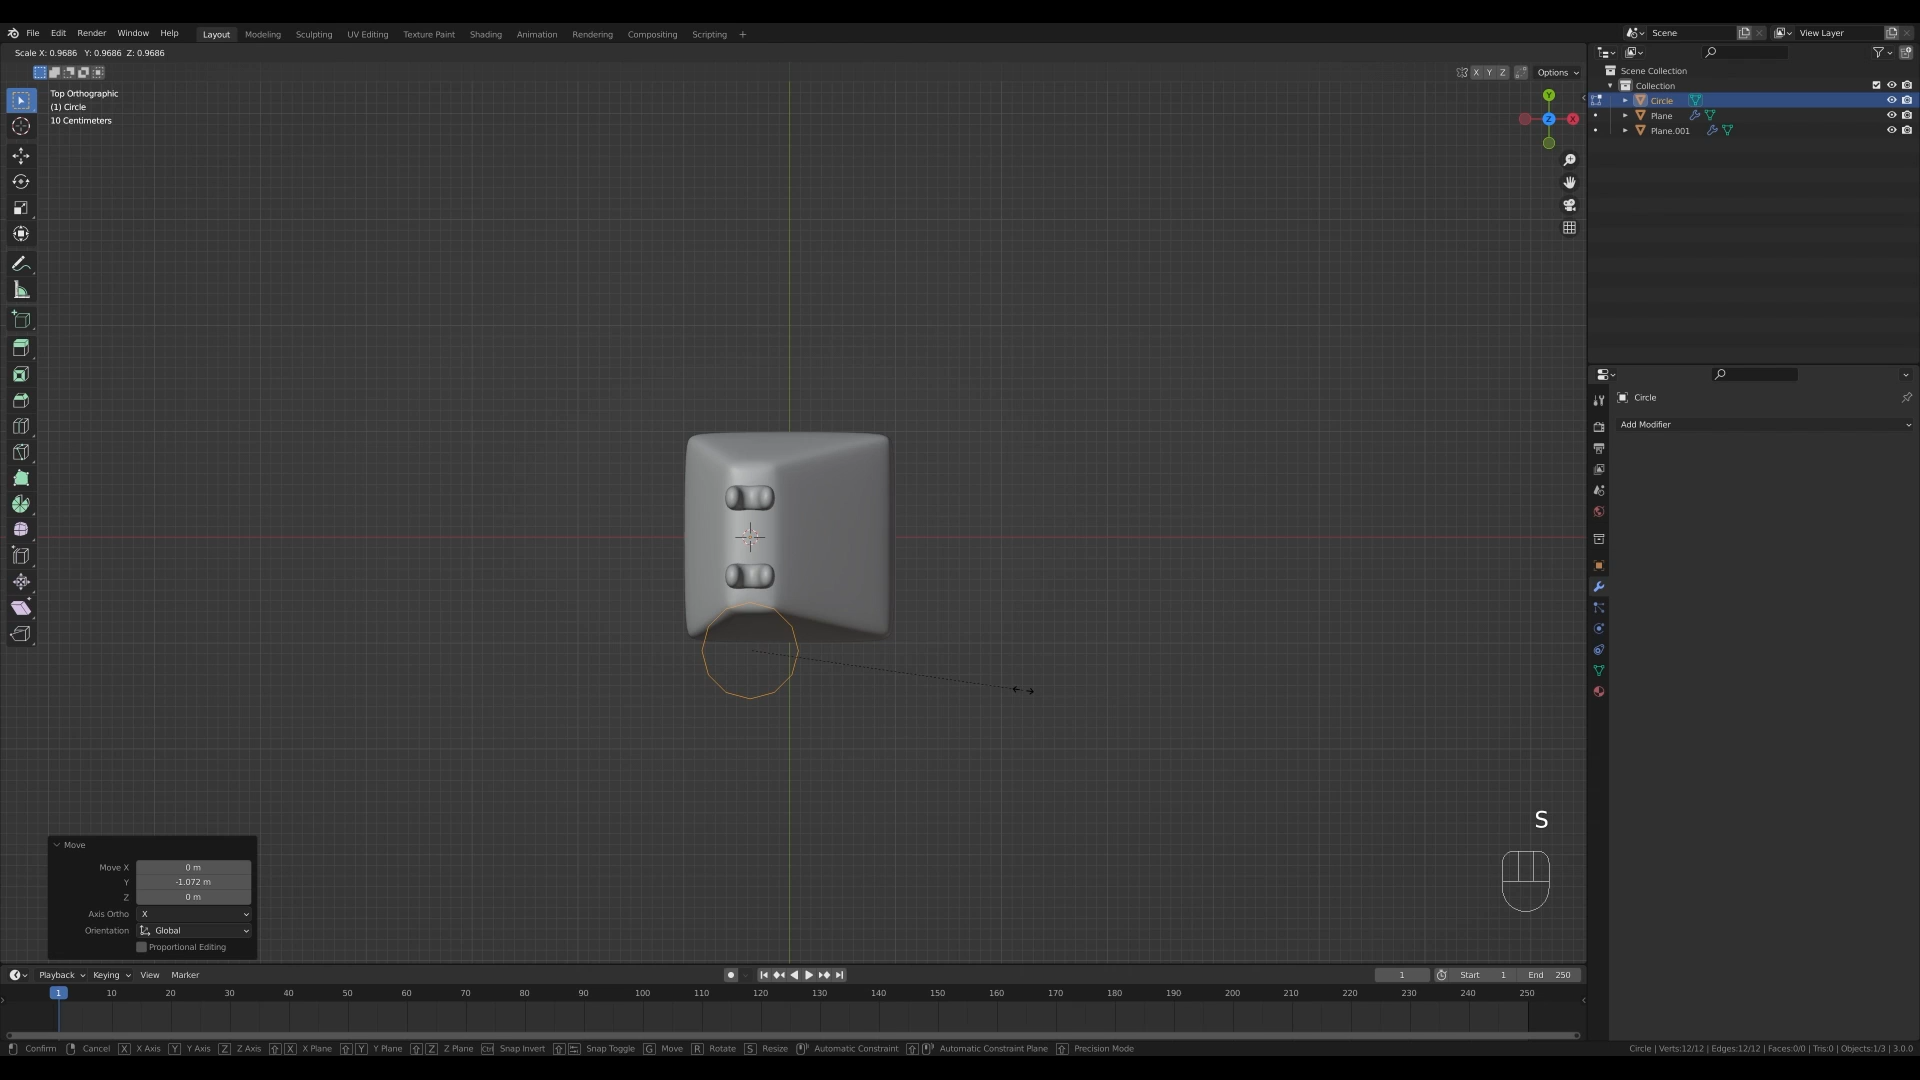 File Edit Render Window Help Layout Modeling Sculpting UV Editing Texture Paint Shading Animation Rendering Compositing Scripting + Scene View Layer
Scale X: 0.9686 Y: 0.9686 Z: 0.9686
X Y Z Options
Top Orthographic
(1) Circle
10 Centimeters
Y
Z X
Scene Collection
Collection
Circle
Plane
Plane.001
Circle
Add Modifier
S
Move
Move X 0 m
Y -1.072 m
Z 0 m
Axis Ortho X
Orientation Global
Proportional Editing
Playback Keying View Marker 1 Start 1 End 250
1 10 20 30 40 50 60 70 80 90 100 110 120 130 140 150 160 170 180 190 200 210 220 230 240 250
Confirm Cancel X X Axis Y Y Axis Z Z Axis X X Plane Y Y Plane Z Z Plane Ctrl Snap Invert Snap Toggle G Move R Rotate S Resize Automatic Constraint Automatic Constraint Plane Precision Mode Circle | Verts:12/12 | Edges:12/12 | Faces:0/0 | Tris:0 | Objects:1/3 | 3.0.0